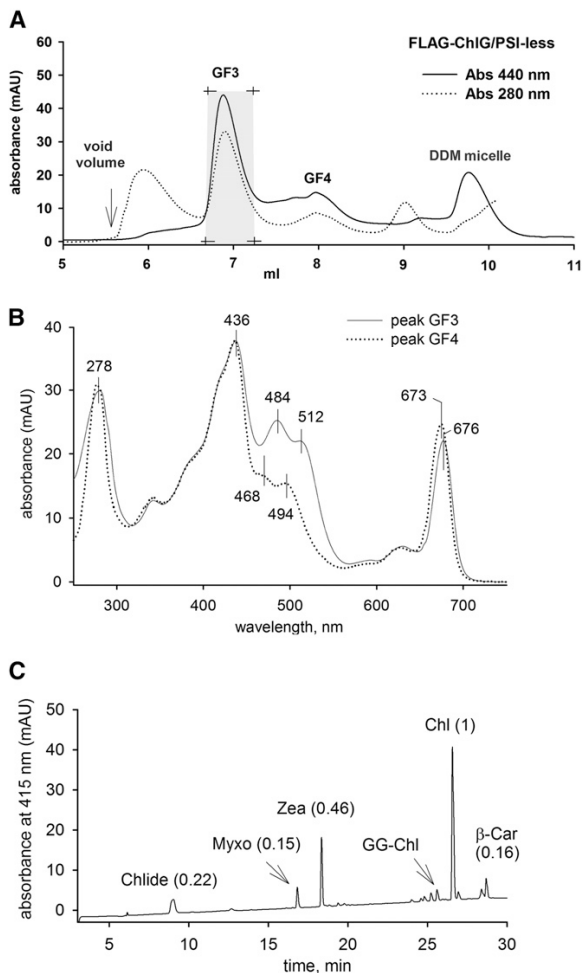 A
FLAG-ChlG/PSI-less
Abs 440 nm
Abs 280 nm
absorbance (mAU)
60
50
40
30
20
10
0
GF3
void
volume
GF4
DDM micelle
5 6 7 8 9 10 11
ml
B
peak GF3
peak GF4
absorbance (mAU)
40
30
20
10
0
278
436
484
512
468
494
673
676
300 400 500 600 700
wavelength, nm
C
absorbance at 415 nm (mAU)
50
40
30
20
10
0
Chlide (0.22)
Myxo (0.15)
Zea (0.46)
GG-Chl
Chl (1)
β-Car
(0.16)
5 10 15 20 25 30
time, min